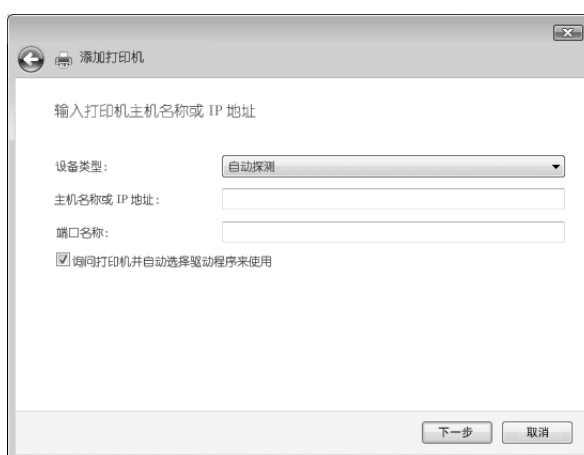 添加打印机
输入打印机主机名称或 IP 地址
设备类型:
自动探测
主机名称或 IP 地址:
端口名称:
询问打印机并自动选择驱动程序来使用
下一步
取消